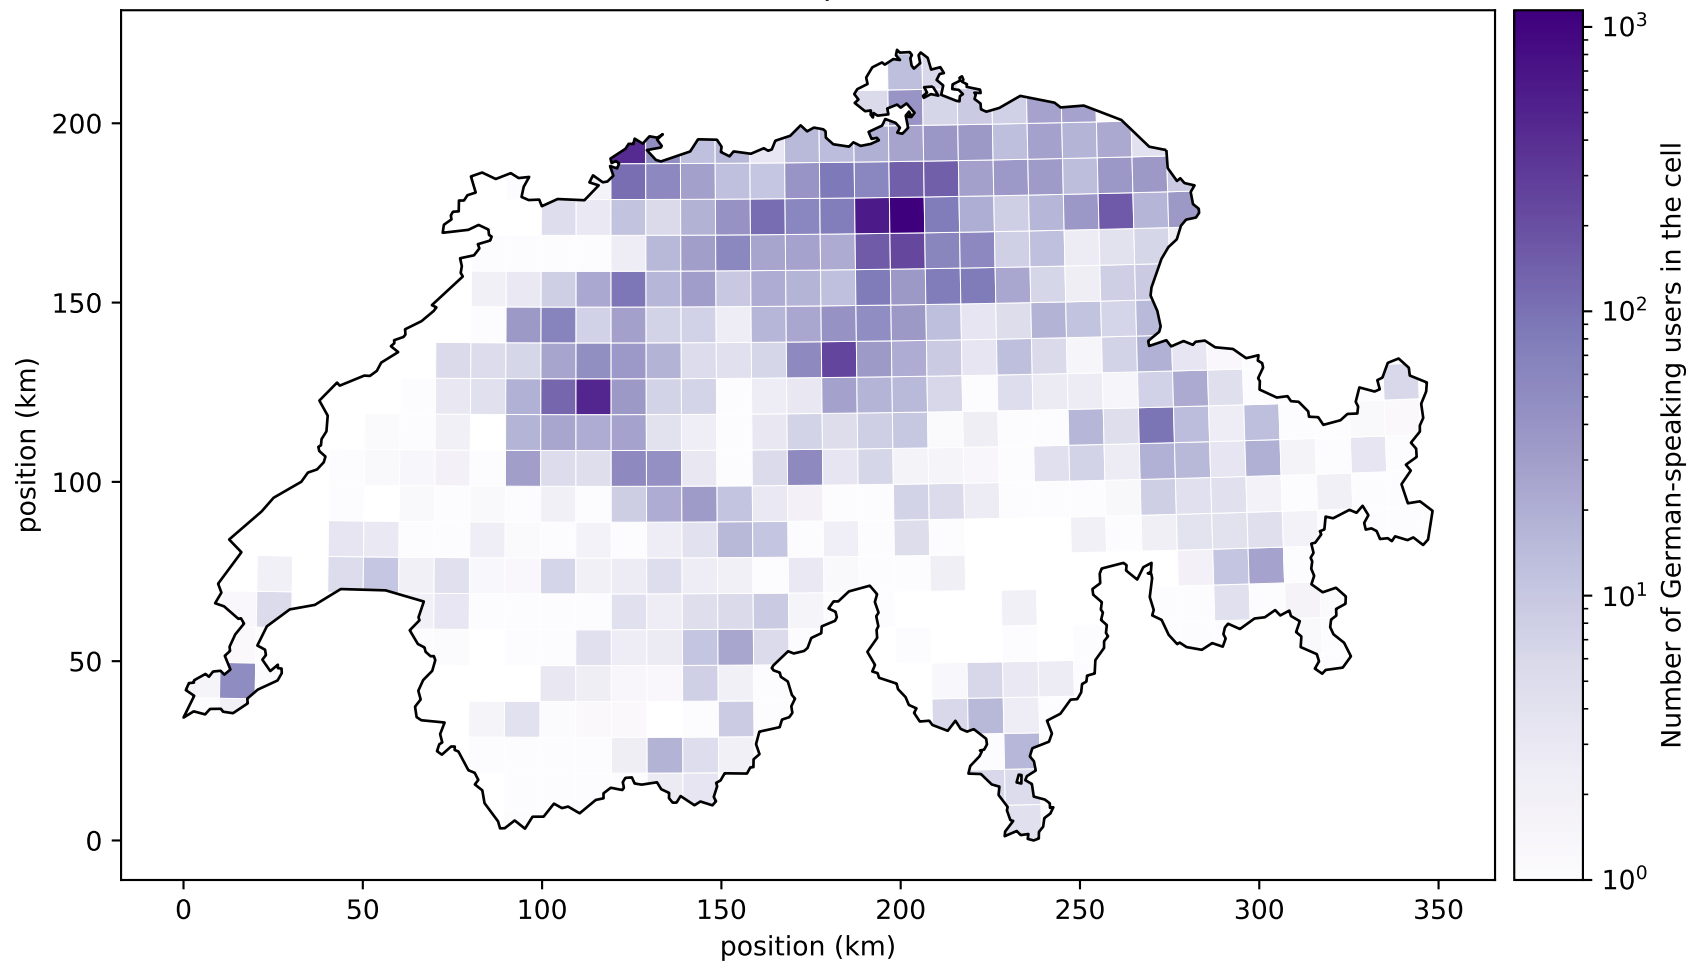 200
150
100
50
0
position (km)
0 50 100 150 200 250 300 350
position (km)
10³
10²
10¹
10⁰
Number of German-speaking users in the cell